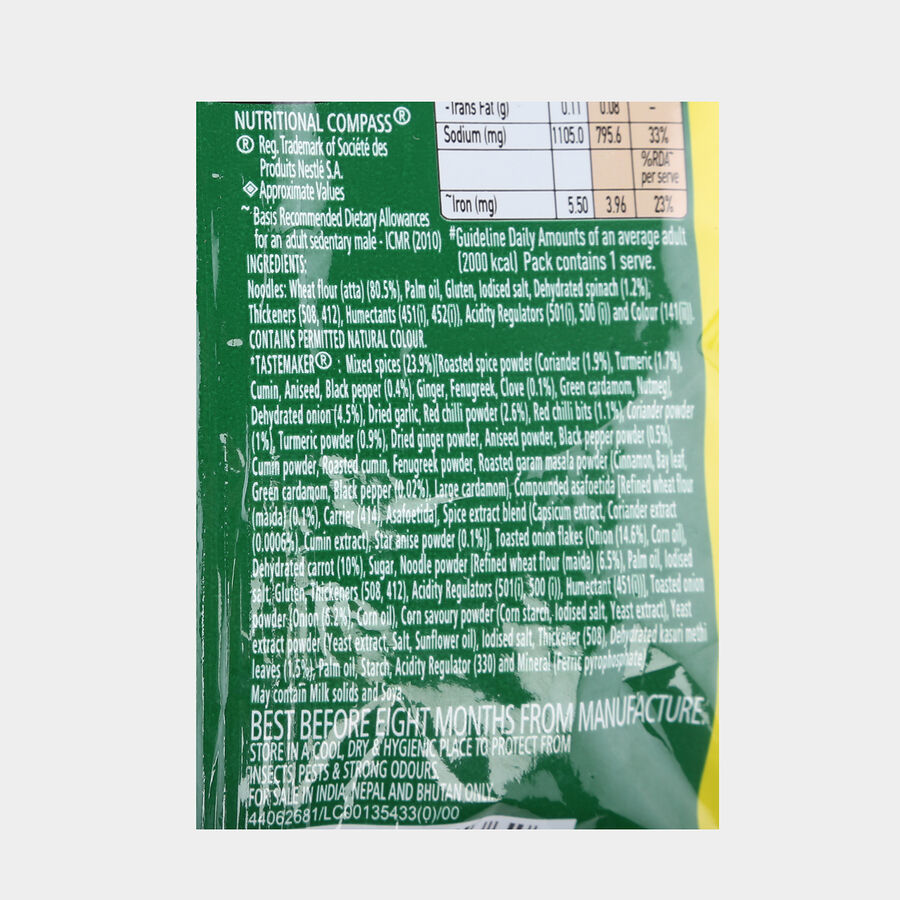 NUTRITIONAL COMPASS®
® Reg. Trademark of Société des
Produits Nestlé S.A.
Approximate Values
~ Basis Recommended Dietary Allowances
for an adult sedentary male - ICMR (2010)
-Trans Fat (g) 0.11 0.08 –
Sodium (mg) 1105.0 795.6 33%
%RDA~
per serve
~Iron (mg) 5.50 3.96 23%
#Guideline Daily Amounts of an average adult
(2000 kcal) Pack contains 1 serve.
INGREDIENTS:
Noodles: Wheat flour (atta) (80.5%), Palm oil, Gluten, Iodised salt, Dehydrated spinach (1.2%),
Thickeners (508, 412), Humectants (451(i), 452(i)), Acidity Regulators (501(i), 500 (i)) and Colour (141(ii)).
CONTAINS PERMITTED NATURAL COLOUR.
*TASTEMAKER® : Mixed spices (23.9%)[Roasted spice powder (Coriander (1.9%), Turmeric (1.7%),
Cumin, Aniseed, Black pepper (0.4%), Ginger, Fenugreek, Clove (0.1%), Green cardamom, Nutmeg),
Dehydrated onion (4.5%), Dried garlic, Red chilli powder (2.6%), Red chilli bits (1.1%), Coriander powder
(1%), Turmeric powder (0.9%), Dried ginger powder, Aniseed powder, Black pepper powder (0.5%),
Cumin powder, Roasted cumin, Fenugreek powder, Roasted garam masala powder (Cinnamon, Bay leaf,
Green cardamom, Black pepper (0.02%), Large cardamom), Compounded asafoetida [Refined wheat flour
(maida) (0.1%), Carrier (414), Asafoetida], Spice extract blend (Capsicum extract, Coriander extract
(0.0006%), Cumin extract), Star anise powder (0.1%)], Toasted onion flakes (Onion (14.6%), Corn oil),
Dehydrated carrot (10%), Sugar, Noodle powder [Refined wheat flour (maida) (6.5%), Palm oil, Iodised
salt, Gluten, Thickeners (508, 412), Acidity Regulators (501(i), 500 (i)), Humectant (451(i))], Toasted onion
powder (Onion (6.2%), Corn oil), Corn savoury powder (Corn starch, Iodised salt, Yeast extract), Yeast
extract powder (Yeast extract, Salt, Sunflower oil), Iodised salt, Thickener (508), Dehydrated kasuri methi
leaves (1.5%), Palm oil, Starch, Acidity Regulator (330) and Mineral (Ferric pyrophosphate)
May contain Milk solids and Soya.
BEST BEFORE EIGHT MONTHS FROM MANUFACTURE.
STORE IN A COOL, DRY & HYGIENIC PLACE TO PROTECT FROM
INSECTS, PESTS & STRONG ODOURS.
FOR SALE IN INDIA, NEPAL AND BHUTAN ONLY.
44062681/LC00135433(0)/00